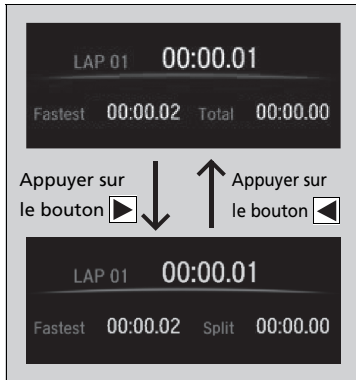 LAP 01 00:00.01
Fastest 00:00.02 Total 00:00.00
Appuyer sur
le bouton ▶
Appuyer sur
le bouton ◀
LAP 01 00:00.01
Fastest 00:00.02 Split 00:00.00